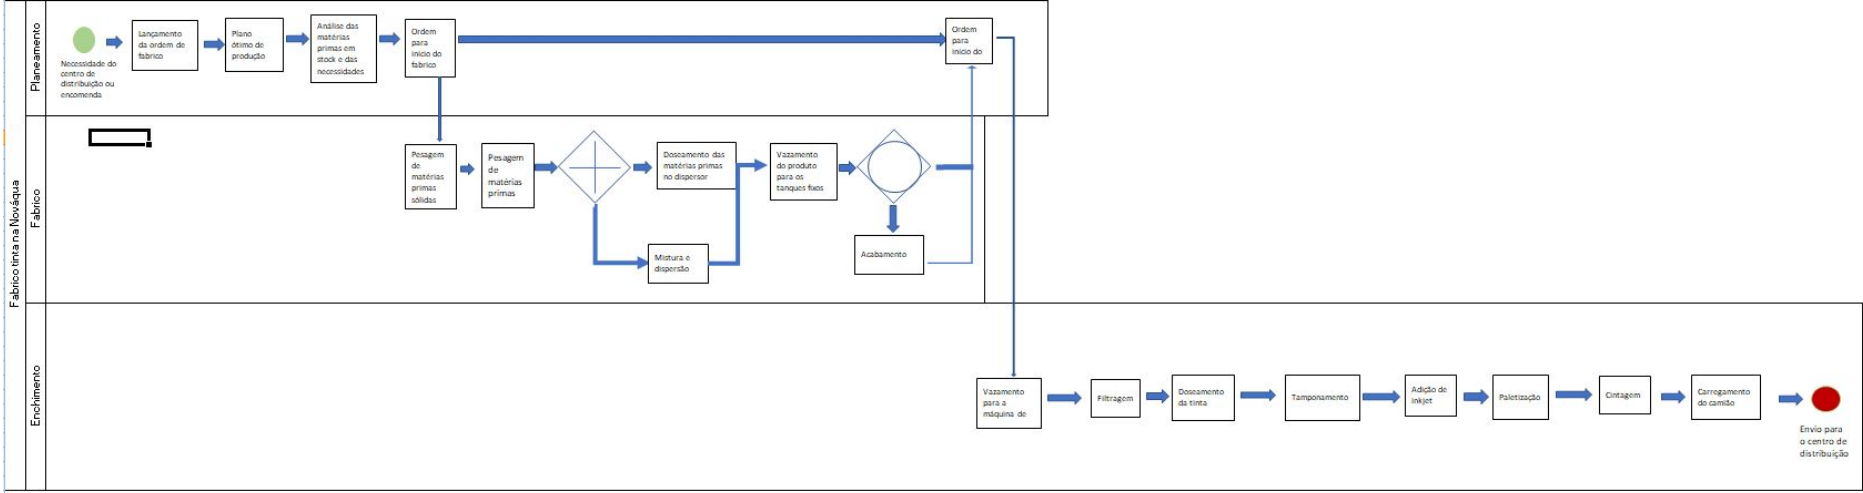 Fabrico tinta na Nováqua
Planeamento
Necessidade do
centro de
distribuição ou
encomenda
Lançamento
da ordem de
fabrico
Plano
ótimo de
produção
Análise das
matérias
primas em
stock e das
necessidades
Ordem
para
início do
fabrico
Ordem
para
início do
Fabrico
Pesagem
de
matérias
primas
sólidas
Pesagem
de
matérias
primas
Doseamento das
matérias primas
no dispersor
Mistura e
dispersão
Vazamento
do produto
para os
tanques fixos
Acabamento
Enchimento
Vazamento
para a
máquina de
Filtragem
Doseamento
da tinta
Tamponamento
Adição de
inkjet
Paletização
Cintagem
Carregamento
do camião
Envio para
o centro de
distribuição